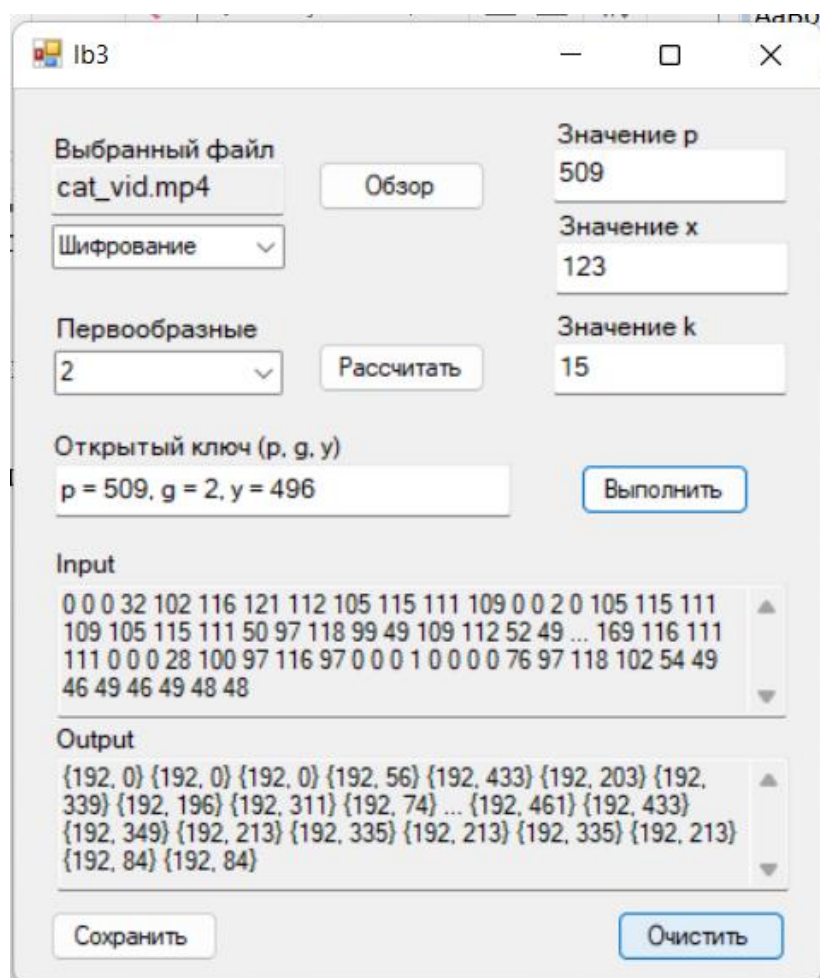 lb3
Выбранный файл
Значение p
cat_vid.mp4
Обзор
509
Шифрование
Значение x
123
Первообразные
Значение k
2
Рассчитать
15
Открытый ключ (p, g, y)
p = 509, g = 2, y = 496
Выполнить
Input
0 0 0 32 102 116 121 112 105 115 111 109 0 0 2 0 105 115 111
109 105 115 111 50 97 118 99 49 109 112 52 49 ... 169 116 111
111 0 0 0 28 100 97 116 97 0 0 0 1 0 0 0 0 76 97 118 102 54 49
46 49 46 49 48 48
Output
{192, 0} {192, 0} {192, 0} {192, 56} {192, 433} {192, 203} {192,
339} {192, 196} {192, 311} {192, 74} ... {192, 461} {192, 433}
{192, 349} {192, 213} {192, 335} {192, 213} {192, 335} {192, 213}
{192, 84} {192, 84}
Сохранить
Очистить